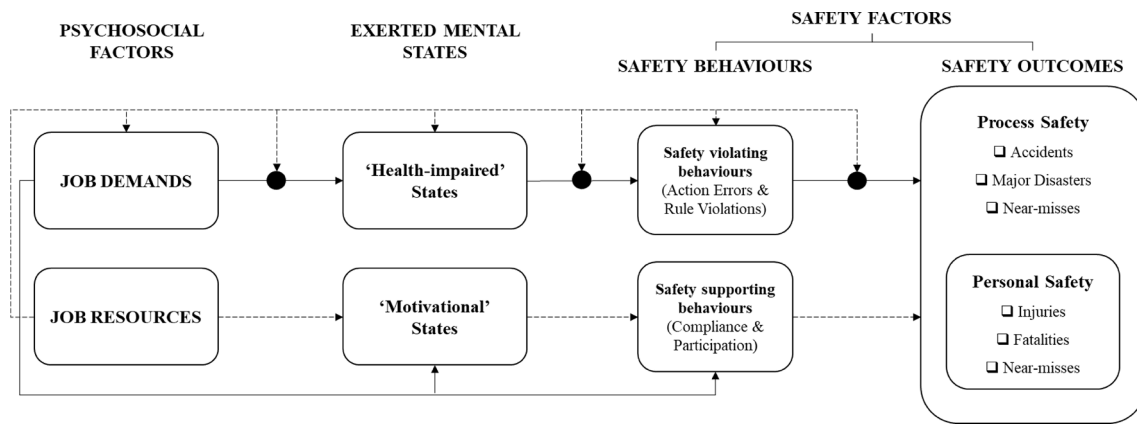 PSYCHOSOCIAL
FACTORS
EXERTED MENTAL
STATES
SAFETY FACTORS
SAFETY BEHAVIOURS
SAFETY OUTCOMES
JOB DEMANDS
‘Health-impaired’
States
Safety violating
behaviours
(Action Errors &
Rule Violations)
Process Safety
❑ Accidents
❑ Major Disasters
❑ Near-misses
JOB RESOURCES
‘Motivational’
States
Safety supporting
behaviours
(Compliance &
Participation)
Personal Safety
❑ Injuries
❑ Fatalities
❑ Near-misses